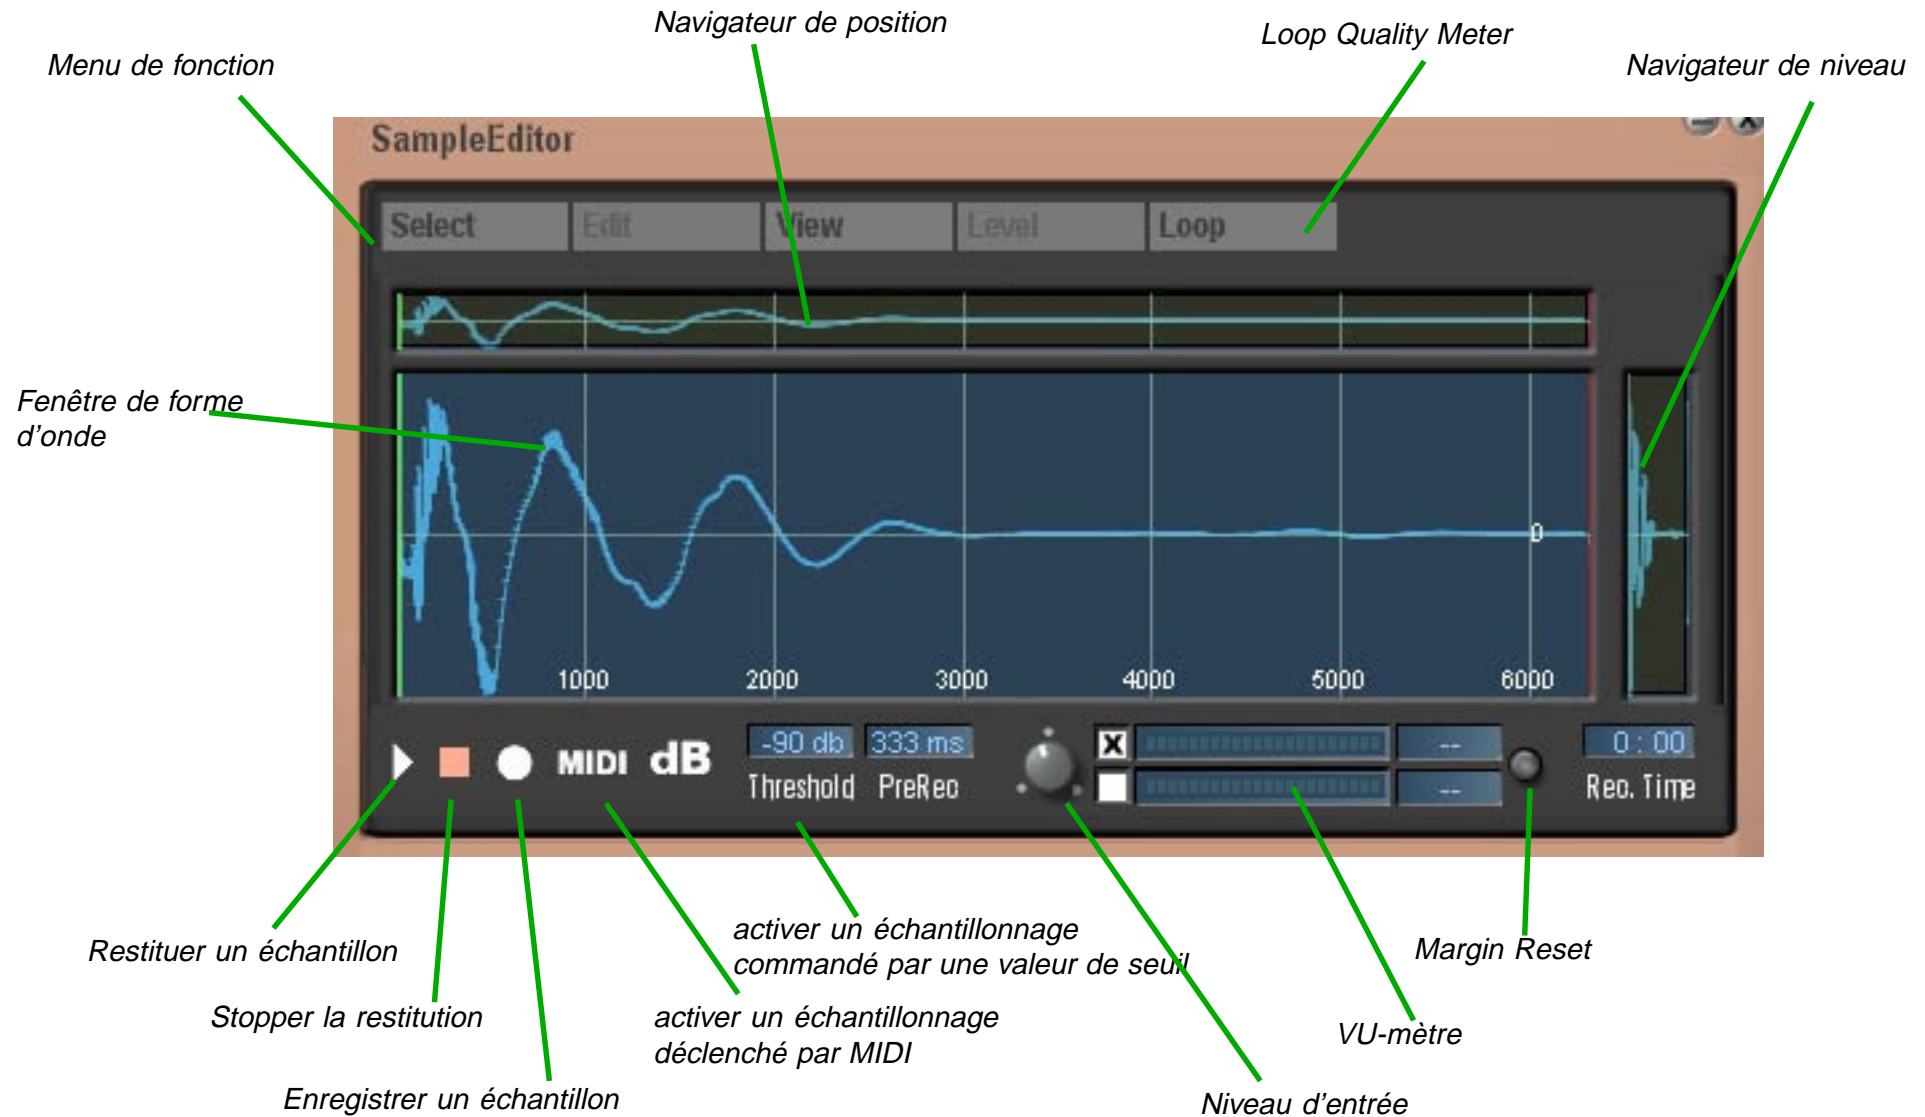 Navigateur de position
Loop Quality Meter
Menu de fonction
Navigateur de niveau
SampleEditor
Select Edit View Level Loop
Fenêtre de forme
d'onde
0
1000 2000 3000 4000 5000 6000
-90 db 333 ms X -- 0 : 00
MIDI dB
Threshold PreRec -- Rec. Time
Restituer un échantillon
activer un échantillonnage
commandé par une valeur de seuil
Margin Reset
Stopper la restitution
activer un échantillonnage
déclenché par MIDI
VU-mètre
Enregistrer un échantillon
Niveau d'entrée